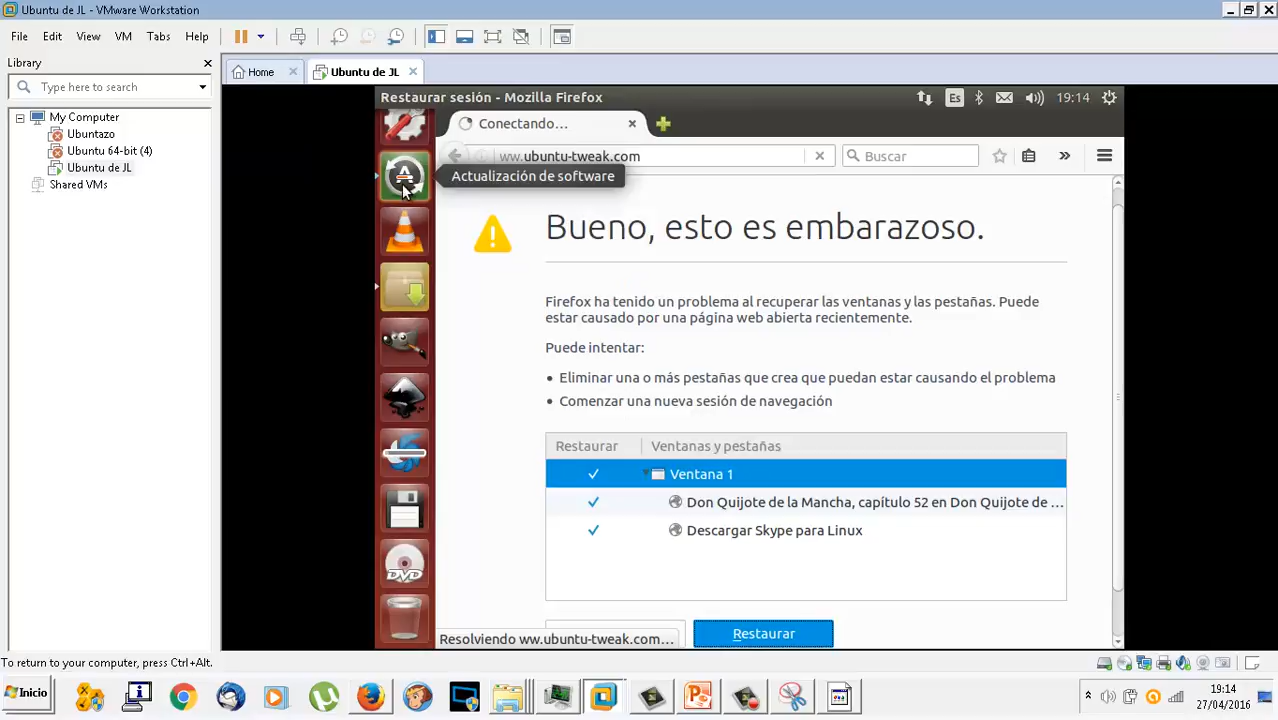 Ubuntu de JL - VMware Workstation
File Edit View VM Tabs Help
Library
Type here to search
My Computer
Ubuntazo
Ubuntu 64-bit (4)
Ubuntu de JL
Shared VMs
Home
Ubuntu de JL
Restaurar sesión - Mozilla Firefox
Es
19:14
Conectando...
ww.ubuntu-tweak.com
Buscar
Actualización de software
Bueno, esto es embarazoso.
Firefox ha tenido un problema al recuperar las ventanas y las pestañas. Puede
estar causado por una página web abierta recientemente.
Puede intentar:
• Eliminar una o más pestañas que crea que puedan estar causando el problema
• Comenzar una nueva sesión de navegación
Restaurar Ventanas y pestañas
Ventana 1
Don Quijote de la Mancha, capítulo 52 en Don Quijote de ...
Descargar Skype para Linux
DVD
Resolviendo ww.ubuntu-tweak.com...
Restaurar
To return to your computer, press Ctrl+Alt.
Inicio
19:14
27/04/2016